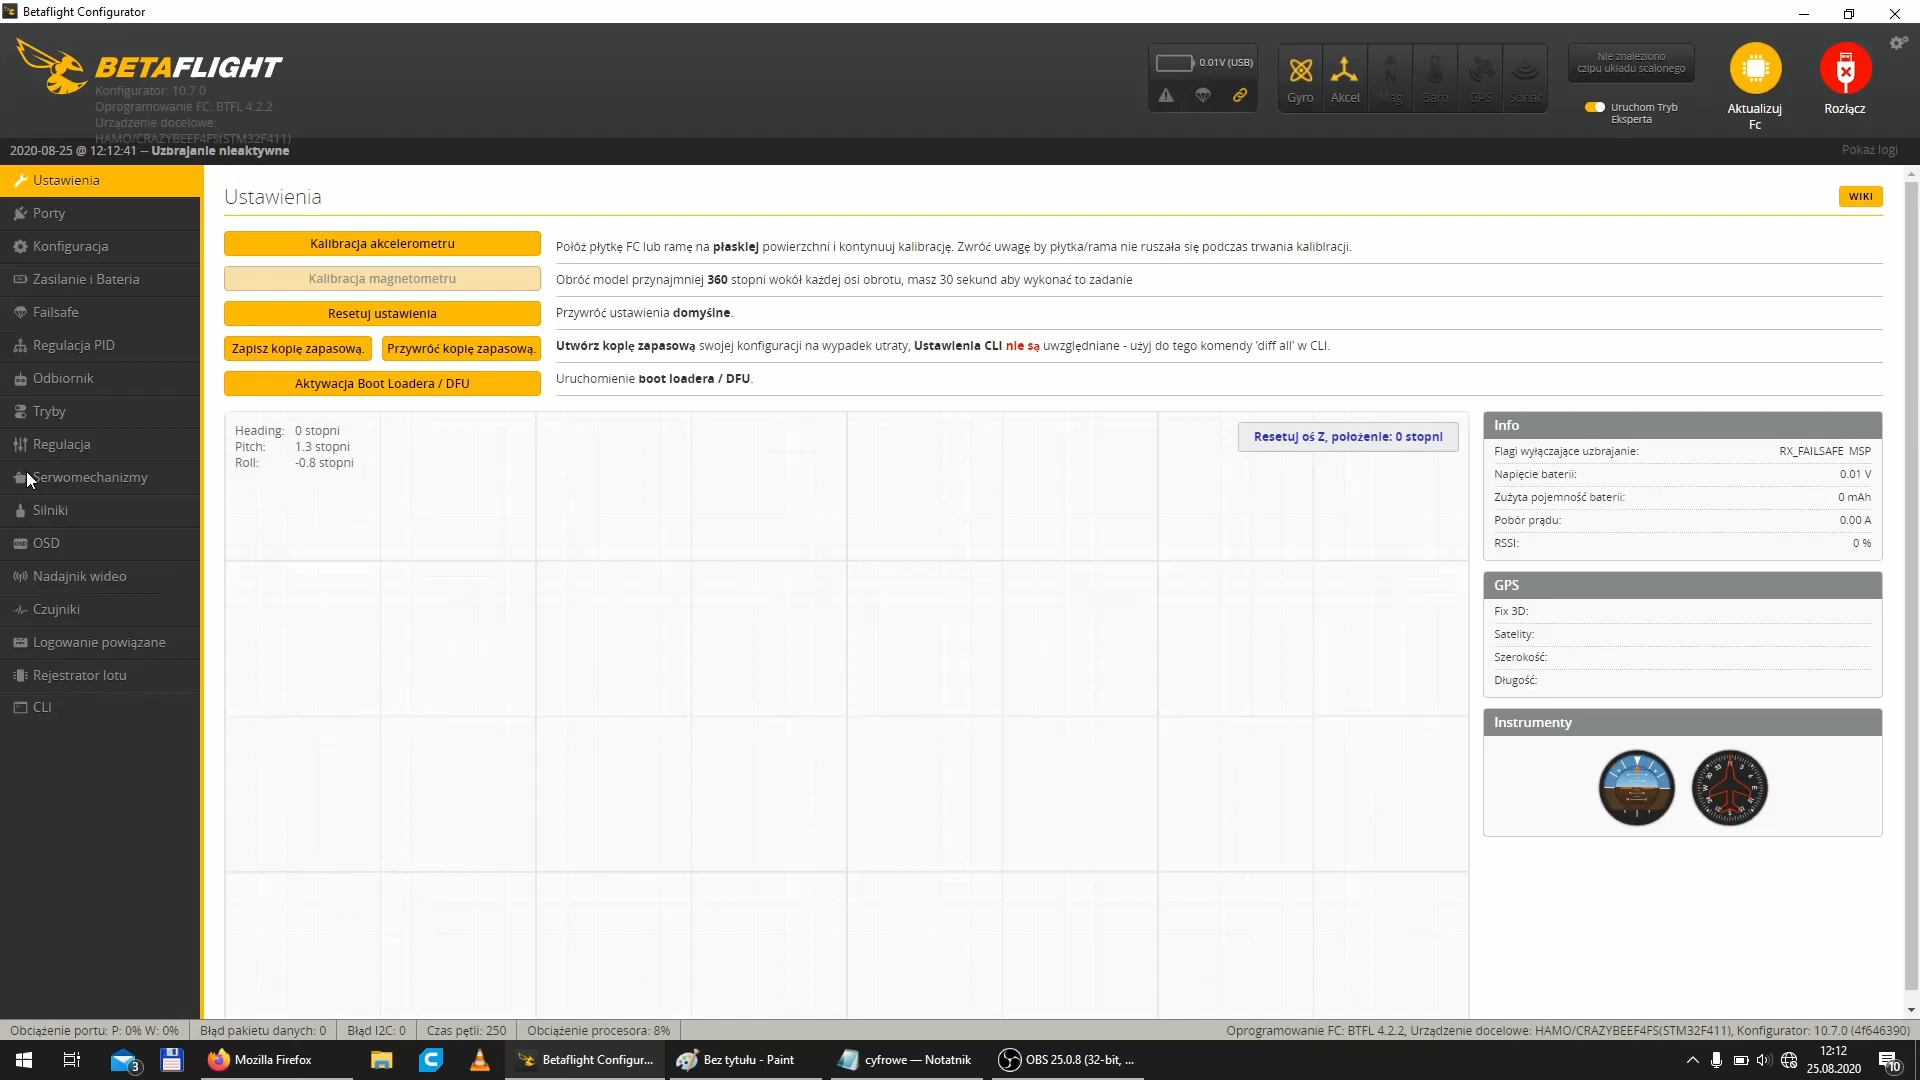 Betaflight Configurator
BETAFLIGHT
Konfigurator: 10.7.0
Oprogramowanie FC: BTFL 4.2.2
Urządzenie docelowe:
HAMO/CRAZYBEEF4FS(STM32F411)
0.01V (USB)
Gyro
Akcel
Mag
Baro
GPS
Sonar
Nie znaleziono
czipu układu scalonego
Uruchom Tryb
Eksperta
Aktualizuj
Fc
Rozłącz
2020-08-25 @ 12:12:41 -- Uzbrajanie nieaktywne
Pokaż logi
Ustawienia
Porty
Konfiguracja
Zasilanie i Bateria
Failsafe
Regulacja PID
Odbiornik
Tryby
Regulacja
Serwomechanizmy
Silniki
OSD
Nadajnik wideo
Czujniki
Logowanie powiązane
Rejestrator lotu
CLI
Ustawienia
WIKI
Kalibracja akcelerometru
Połóż płytkę FC lub ramę na płaskiej powierzchni i kontynuuj kalibrację. Zwróć uwagę by płytka/rama nie ruszała się podczas trwania kaliblracji.
Kalibracja magnetometru
Obróć model przynajmniej 360 stopni wokół każdej osi obrotu, masz 30 sekund aby wykonać to zadanie
Resetuj ustawienia
Przywróć ustawienia domyślne.
Zapisz kopię zapasową.
Przywróć kopię zapasową.
Utwórz kopię zapasową swojej konfiguracji na wypadek utraty, Ustawienia CLI nie są uwzględniane - użyj do tego komendy 'diff all' w CLI.
Aktywacja Boot Loadera / DFU
Uruchomienie boot loadera / DFU.
Heading: 0 stopni
Pitch: 1.3 stopni
Roll: -0.8 stopni
Resetuj oś Z, położenie: 0 stopni
Info
Flagi wyłączające uzbrajanie: RX_FAILSAFE MSP
Napięcie baterii: 0.01 V
Zużyta pojemność baterii: 0 mAh
Pobór prądu: 0.00 A
RSSI: 0 %
GPS
Fix 3D:
Satelity:
Szerokość:
Długość:
Instrumenty
Obciążenie portu: P: 0% W: 0%
Błąd pakietu danych: 0
Błąd I2C: 0
Czas pętli: 250
Obciążenie procesora: 8%
Oprogramowanie FC: BTFL 4.2.2, Urządzenie docelowe: HAMO/CRAZYBEEF4FS(STM32F411), Konfigurator: 10.7.0 (4f646390)
3
Mozilla Firefox
Betaflight Configur...
Bez tytułu - Paint
cyfrowe — Notatnik
OBS 25.0.8 (32-bit, ...
12:12
25.08.2020
10